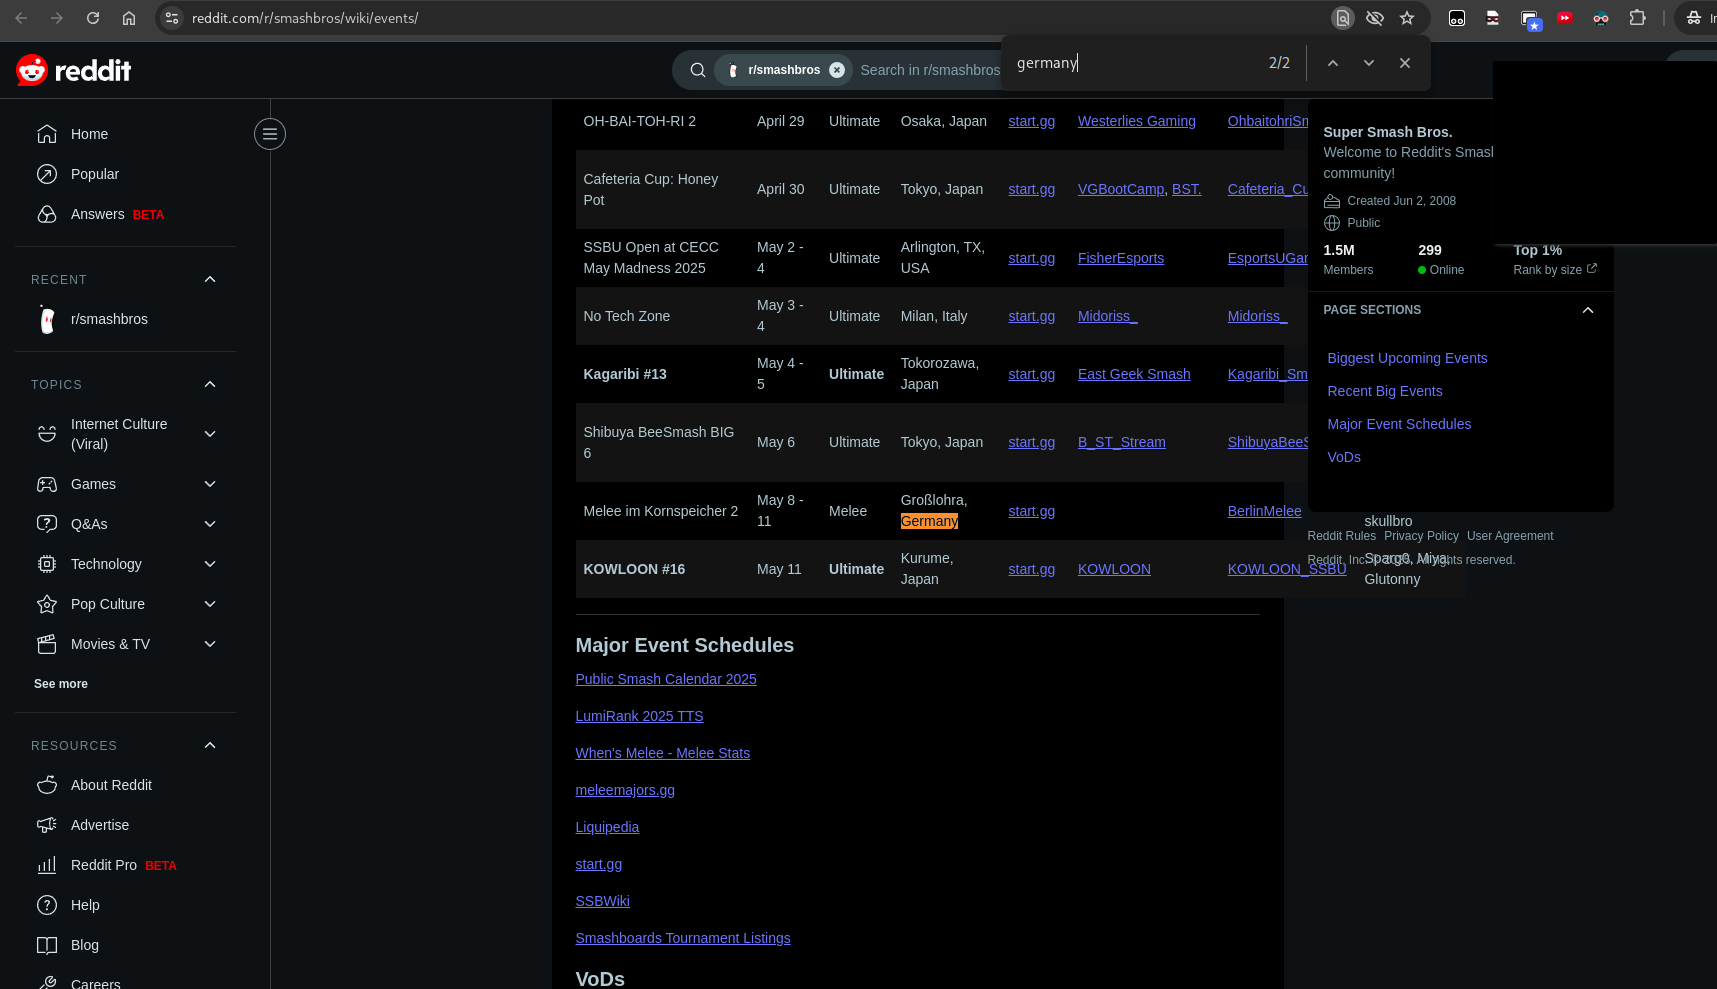 reddit.com/r/smashbros/wiki/events/
germany 2/2
reddit
r/smashbros Search in r/smashbros
Home
Popular
Answers BETA
RECENT
r/smashbros
TOPICS
Internet Culture
(Viral)
Games
Q&As
Technology
Pop Culture
Movies & TV
See more
RESOURCES
About Reddit
Advertise
Reddit Pro BETA
Help
Blog
Careers
OH-BAI-TOH-RI 2 April 29 Ultimate Osaka, Japan start.gg Westerlies Gaming OhbaitohriSm
Cafeteria Cup: Honey
Pot April 30 Ultimate Tokyo, Japan start.gg VGBootCamp, BST. Cafeteria_Cu
SSBU Open at CECC
May Madness 2025 May 2 -
4 Ultimate Arlington, TX,
USA start.gg FisherEsports EsportsUGam
No Tech Zone May 3 -
4 Ultimate Milan, Italy start.gg Midoriss_ Midoriss_
Kagaribi #13 May 4 -
5 Ultimate Tokorozawa,
Japan start.gg East Geek Smash Kagaribi_Sm
Shibuya BeeSmash BIG
6 May 6 Ultimate Tokyo, Japan start.gg B_ST_Stream ShibuyaBeeS
Melee im Kornspeicher 2 May 8 -
11 Melee Großlohra,
Germany start.gg BerlinMelee skullbro
KOWLOON #16 May 11 Ultimate Kurume,
Japan start.gg KOWLOON KOWLOON_SSBU Sparg0, Miya,
Glutonny
Major Event Schedules
Public Smash Calendar 2025
LumiRank 2025 TTS
When's Melee - Melee Stats
meleemajors.gg
Liquipedia
start.gg
SSBWiki
Smashboards Tournament Listings
VoDs
Super Smash Bros.
Welcome to Reddit's Smash
community!
Created Jun 2, 2008
Public
1.5M 299 Top 1%
Members Online Rank by size
PAGE SECTIONS
Biggest Upcoming Events
Recent Big Events
Major Event Schedules
VoDs
Reddit Rules Privacy Policy User Agreement
Reddit, Inc. © 2025. All rights reserved.